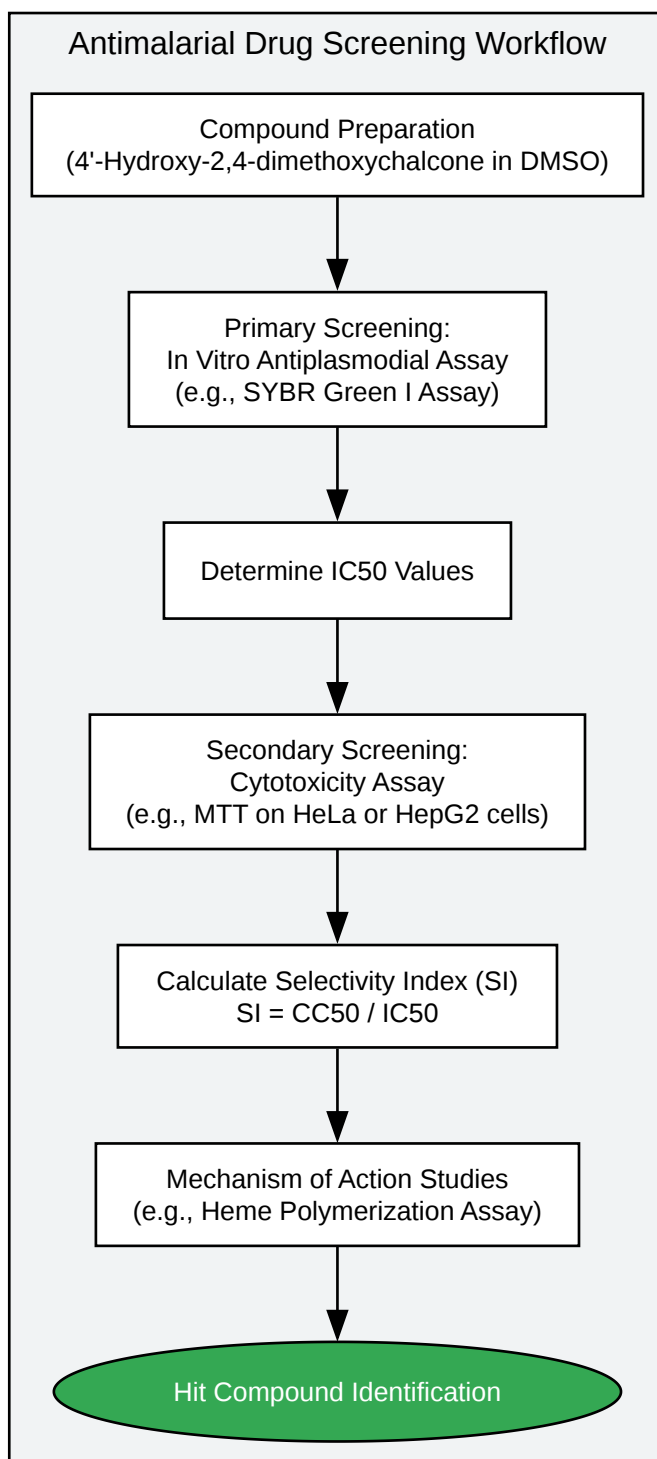 Antimalarial Drug Screening Workflow
Compound Preparation
(4'-Hydroxy-2,4-dimethoxychalcone in DMSO)
Primary Screening:
In Vitro Antiplasmodial Assay
(e.g., SYBR Green I Assay)
Determine IC50 Values
Secondary Screening:
Cytotoxicity Assay
(e.g., MTT on HeLa or HepG2 cells)
Calculate Selectivity Index (SI)
SI = CC50 / IC50
Mechanism of Action Studies
(e.g., Heme Polymerization Assay)
Hit Compound Identification